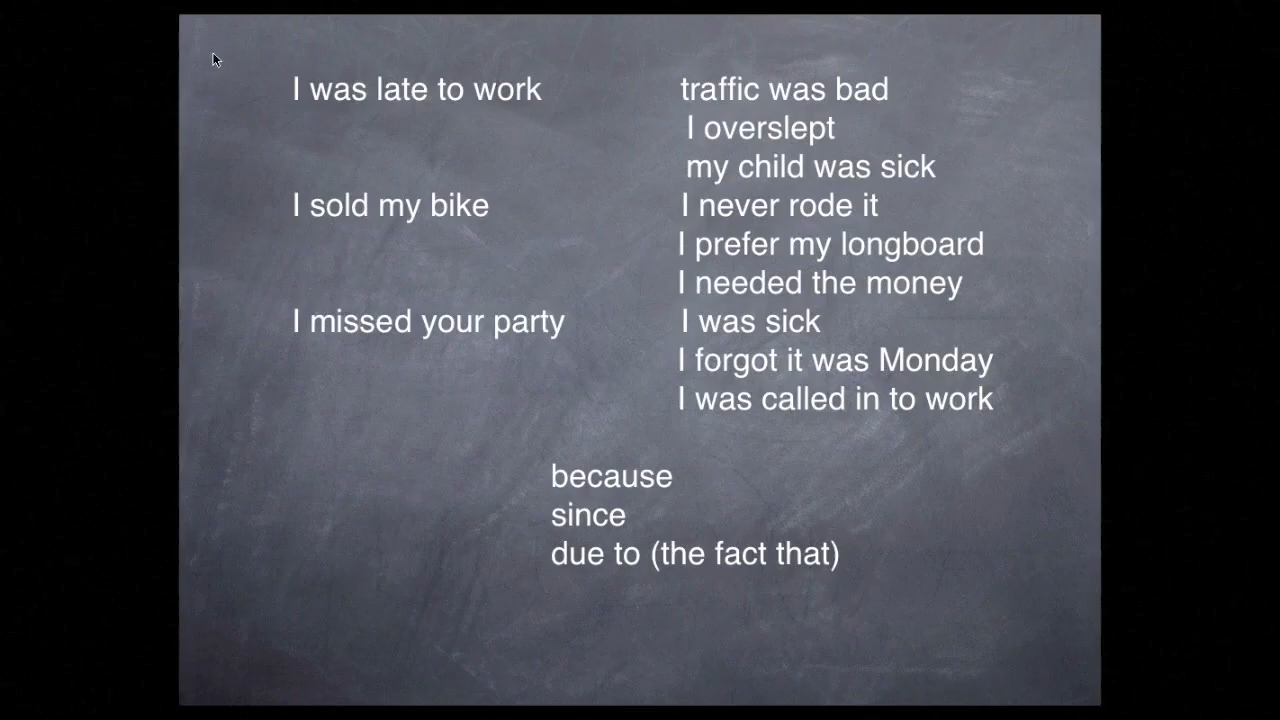 I was late to work traffic was bad
I overslept
my child was sick
I sold my bike I never rode it
I prefer my longboard
I needed the money
I missed your party I was sick
I forgot it was Monday
I was called in to work
because
since
due to (the fact that)